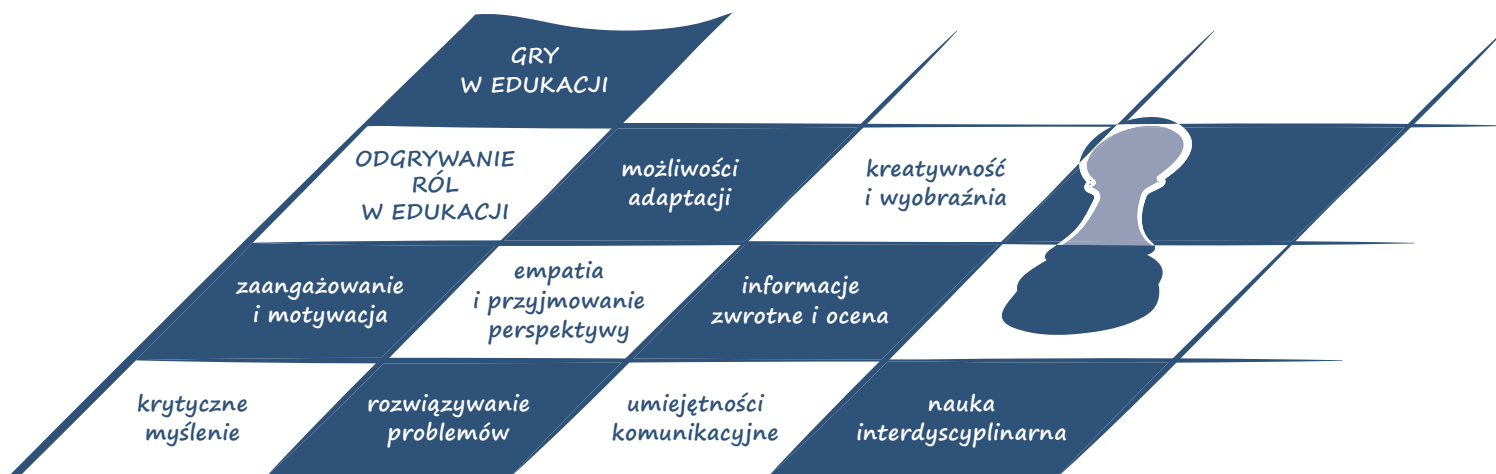 GRY
W EDUKACJI
ODGRYWANIE
RÓL
W EDUKACJI
możliwości
adaptacji
kreatywność
i wyobraźnia
zaangażowanie
i motywacja
empatia
i przyjmowanie
perspektywy
informacje
zwrotne i ocena
krytyczne
myślenie
rozwiązywanie
problemów
umiejętności
komunikacyjne
nauka
interdyscyplinarna